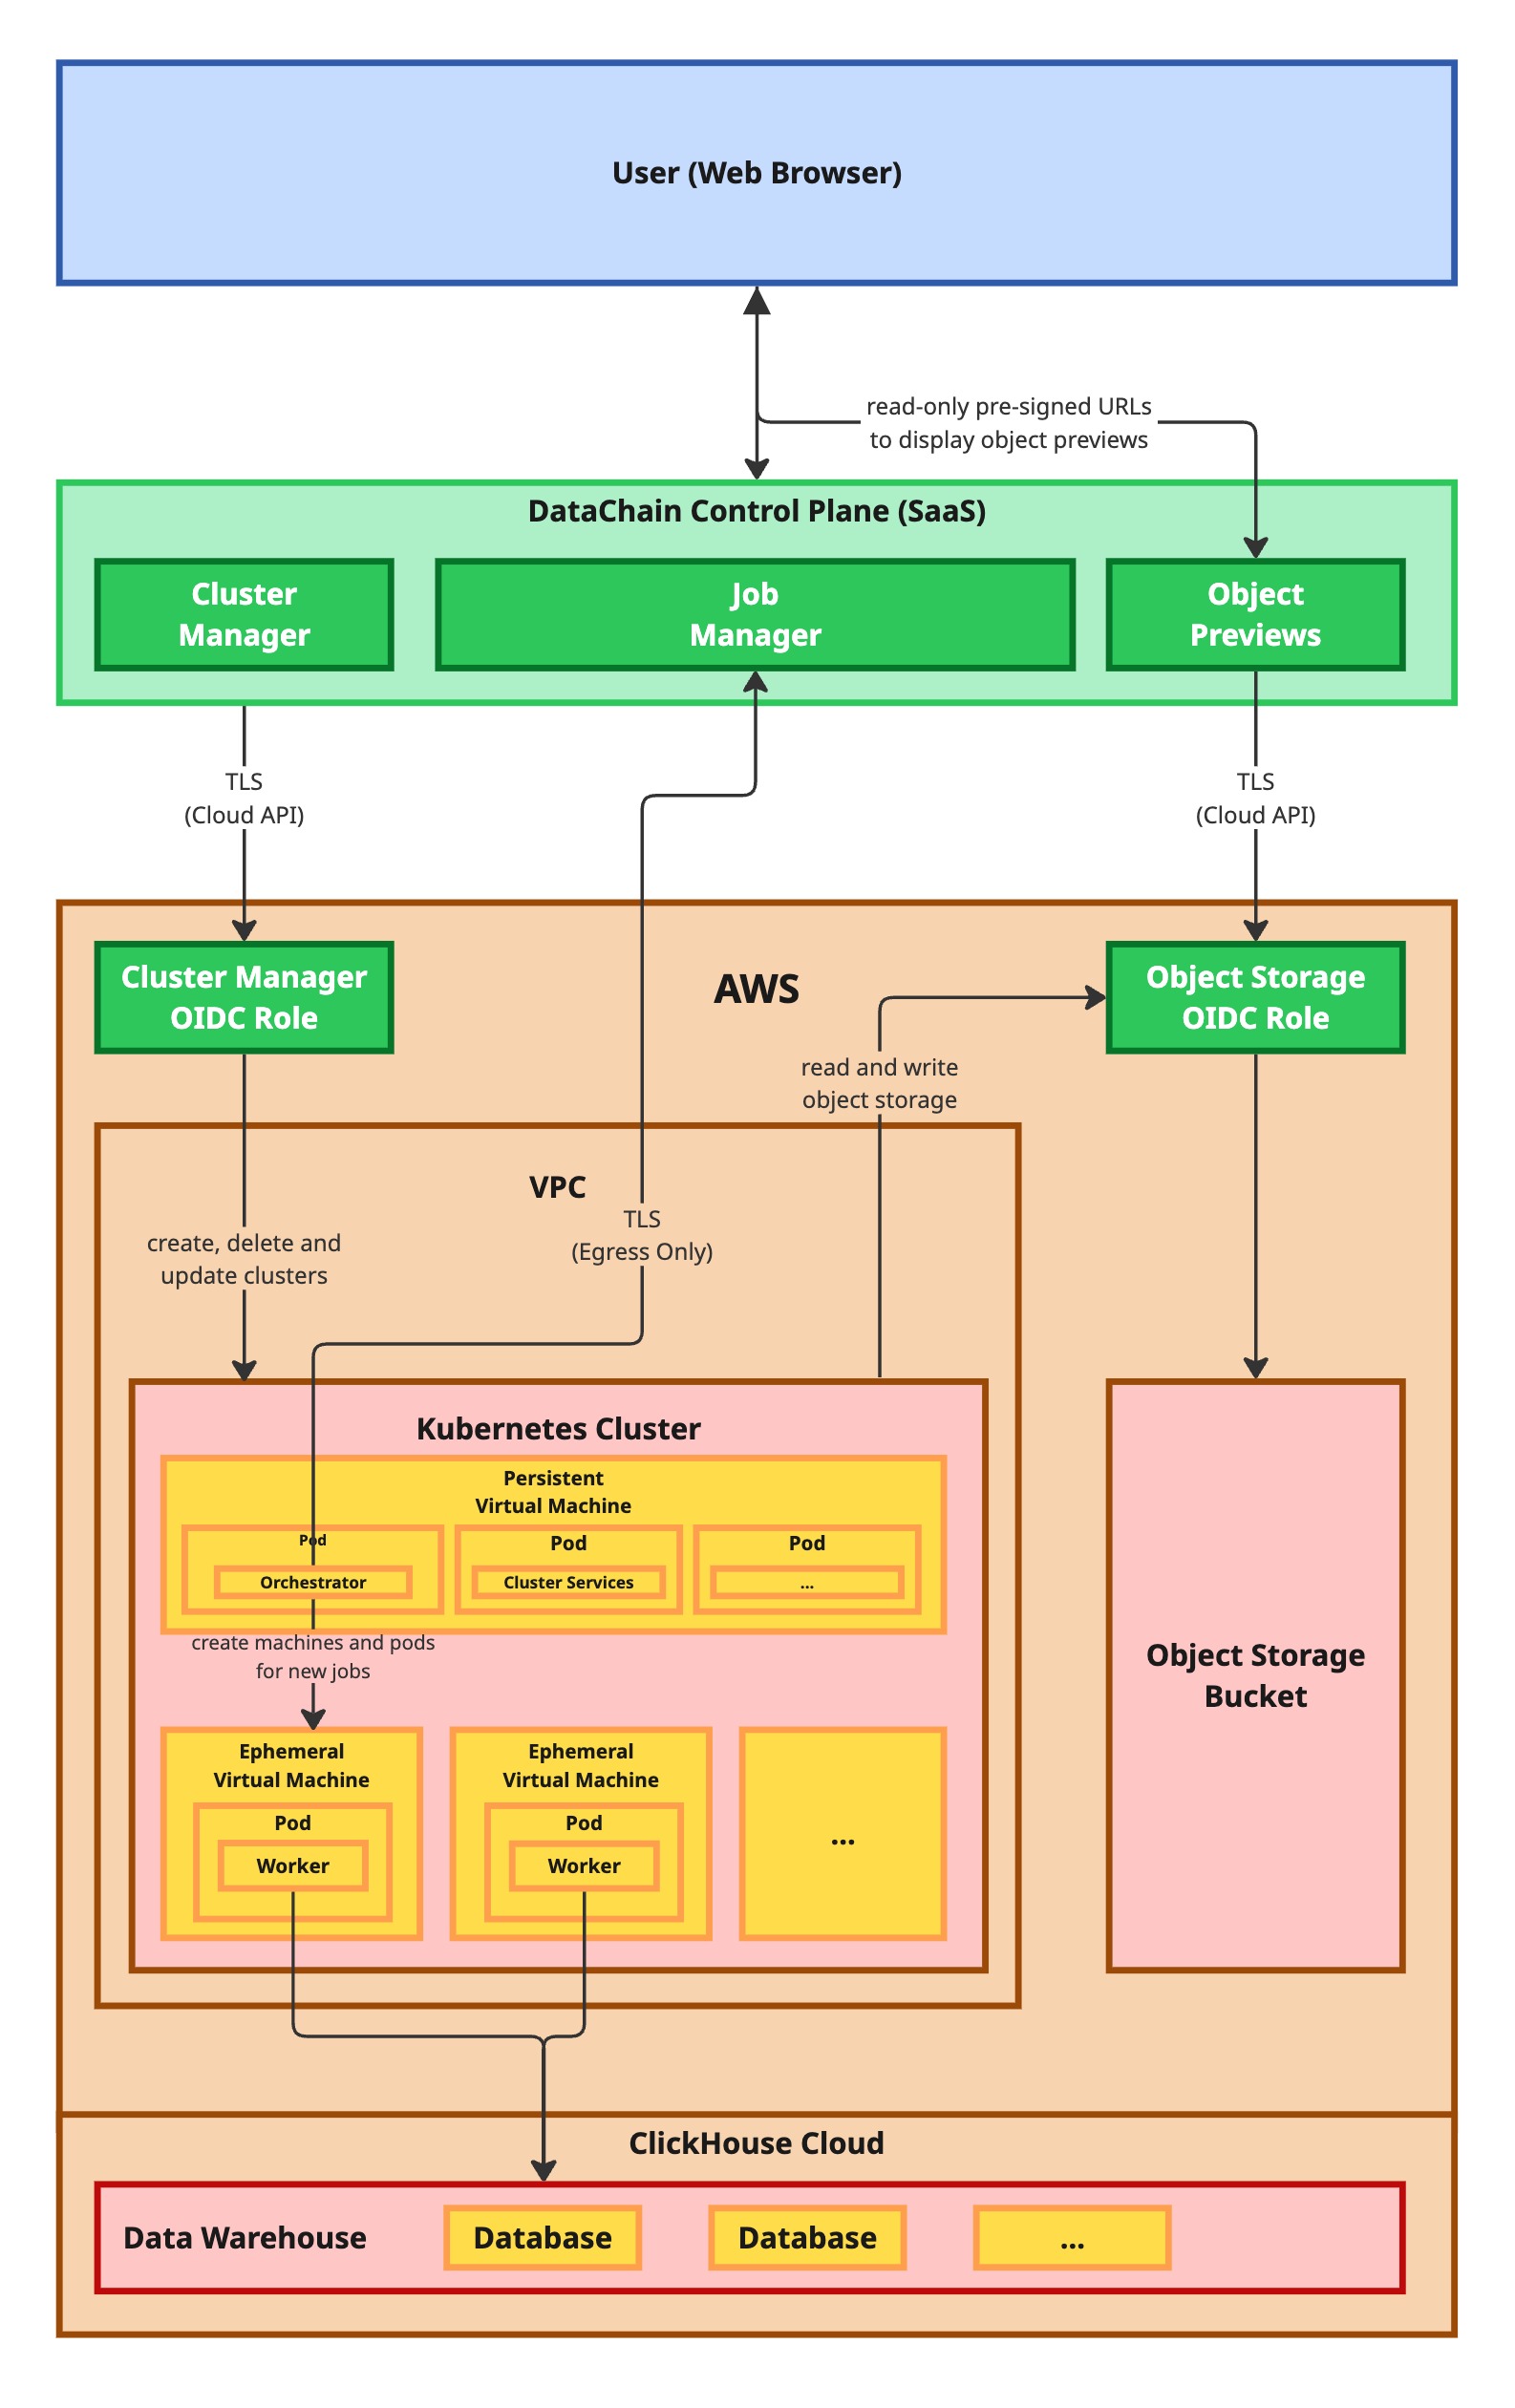 User (Web Browser)
read-only pre-signed URLs
to display object previews
DataChain Control Plane (SaaS)
Cluster
Manager
Job
Manager
Object
Previews
TLS
(Cloud API)
TLS
(Cloud API)
Cluster Manager
OIDC Role
AWS
Object Storage
OIDC Role
read and write
object storage
VPC
TLS
(Egress Only)
create, delete and
update clusters
Kubernetes Cluster
Persistent
Virtual Machine
Pod
Orchestrator
Pod
Cluster Services
Pod
...
create machines and pods
for new jobs
Ephemeral
Virtual Machine
Pod
Worker
Ephemeral
Virtual Machine
Pod
Worker
...
Object Storage
Bucket
ClickHouse Cloud
Data Warehouse
Database
Database
...